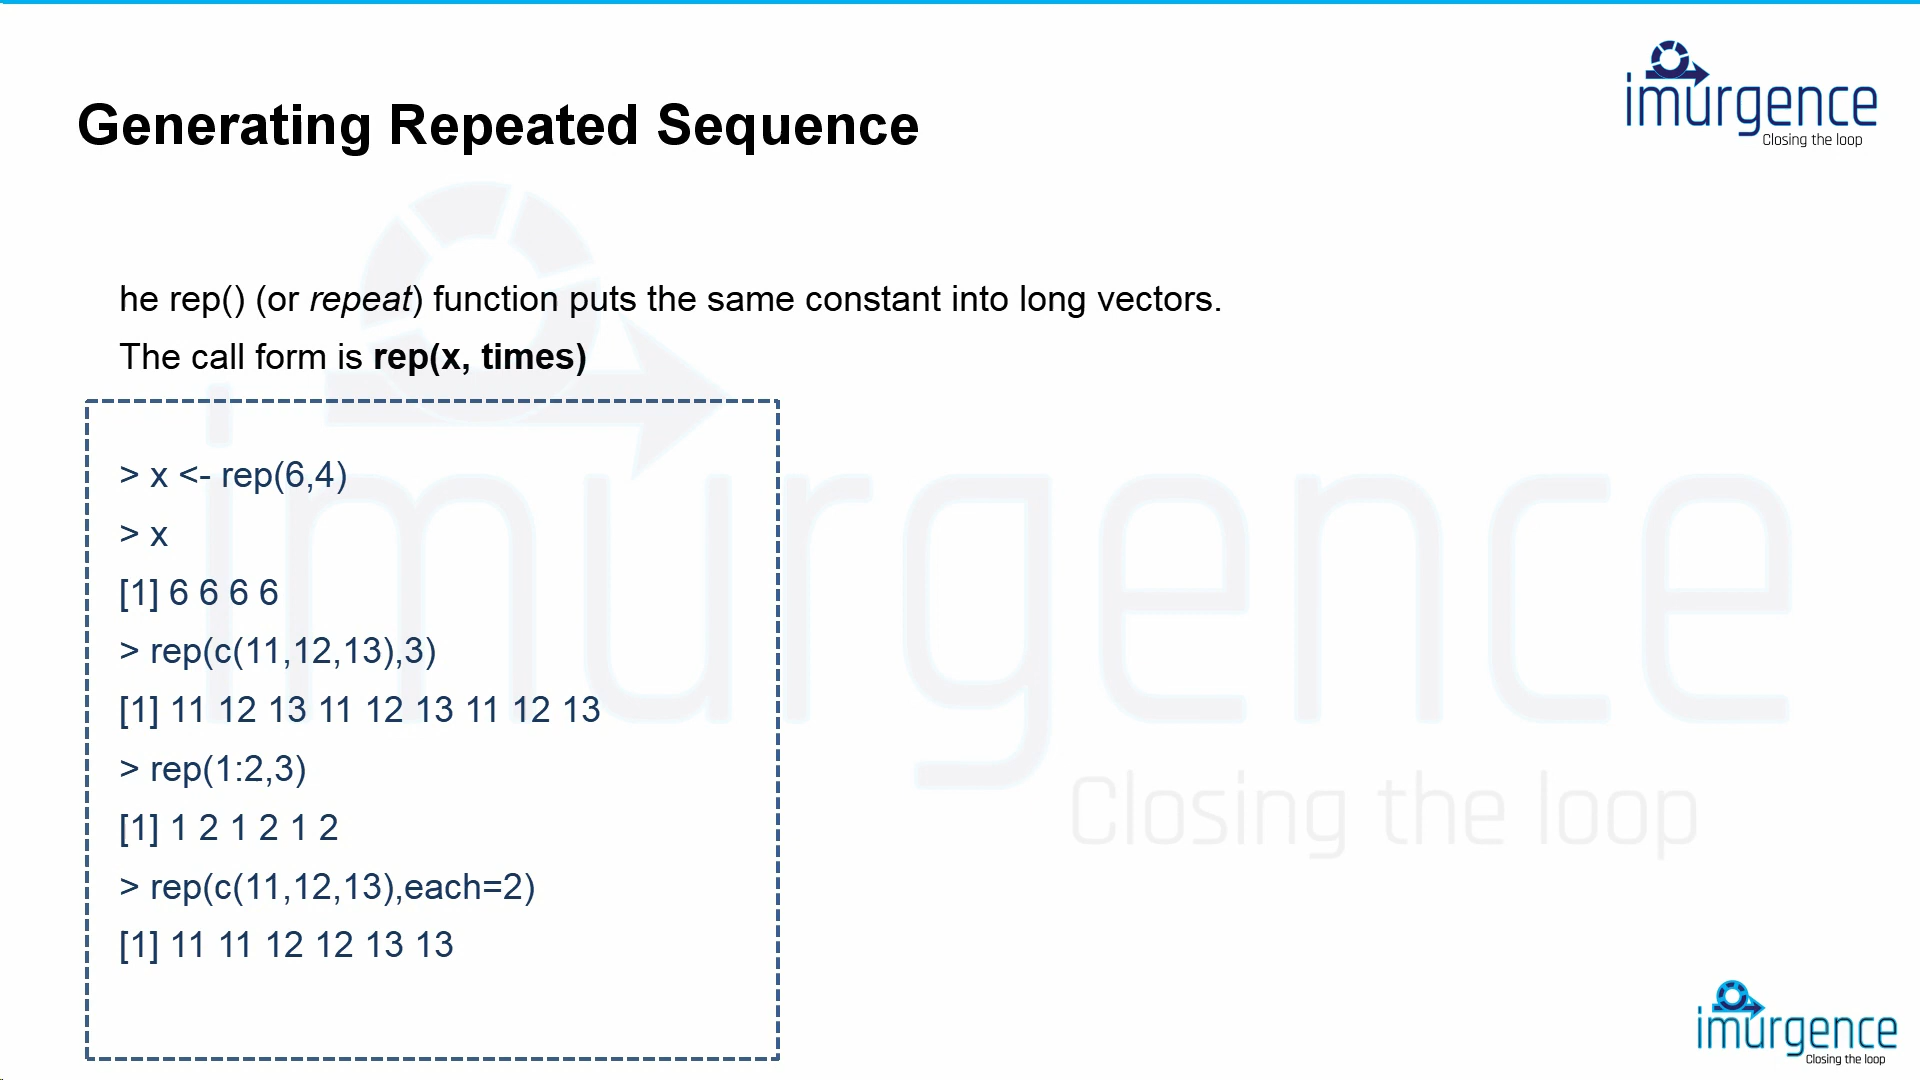 imurgence
Closing the loop
Generating Repeated Sequence
he rep() (or repeat) function puts the same constant into long vectors.
The call form is rep(x, times)
> x <- rep(6,4)
> x
[1] 6 6 6 6
> rep(c(11,12,13),3)
[1] 11 12 13 11 12 13 11 12 13
> rep(1:2,3)
[1] 1 2 1 2 1 2
> rep(c(11,12,13),each=2)
[1] 11 11 12 12 13 13
imurgence
Closing the loop
imurgence
Closing the loop